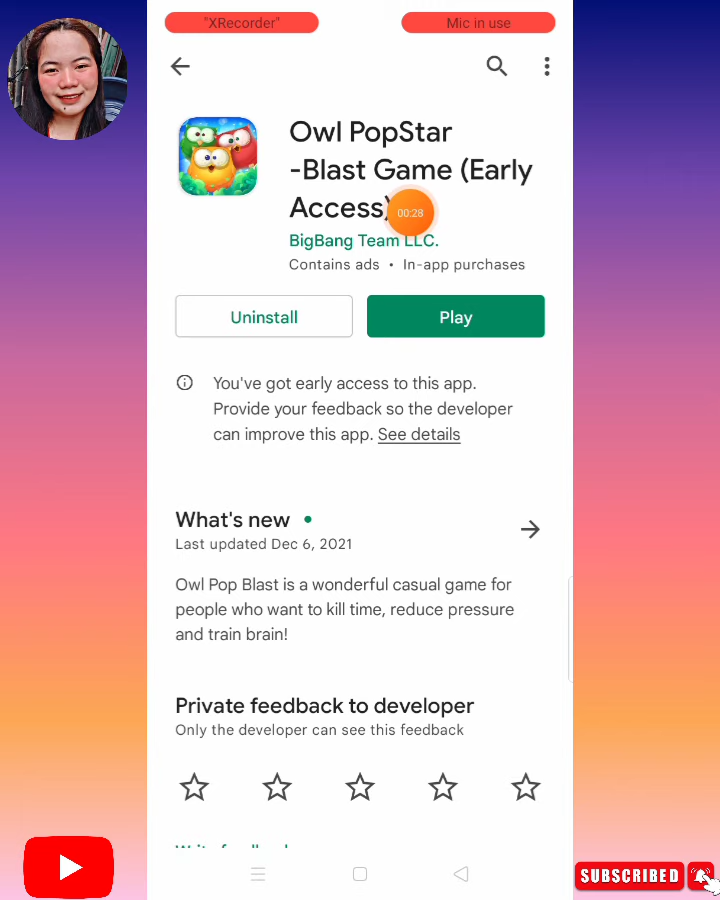 "XRecorder"
Mic in use
Owl PopStar
-Blast Game (Early
Access)
00:28
BigBang Team LLC.
Contains ads • In-app purchases
Uninstall
Play
You've got early access to this app.
Provide your feedback so the developer
can improve this app. See details
What's new
Last updated Dec 6, 2021
Owl Pop Blast is a wonderful casual game for
people who want to kill time, reduce pressure
and train brain!
Private feedback to developer
Only the developer can see this feedback
SUBSCRIBED